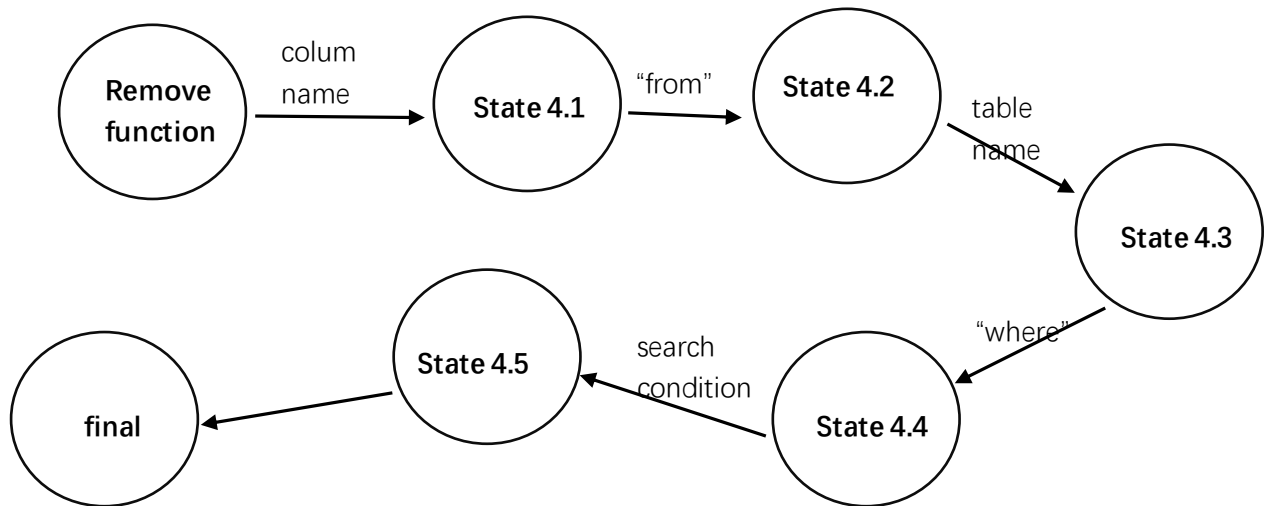 Remove
function
colum
name
State 4.1
“from”
State 4.2
table
name
State 4.3
“where”
State 4.4
search
condition
State 4.5
final